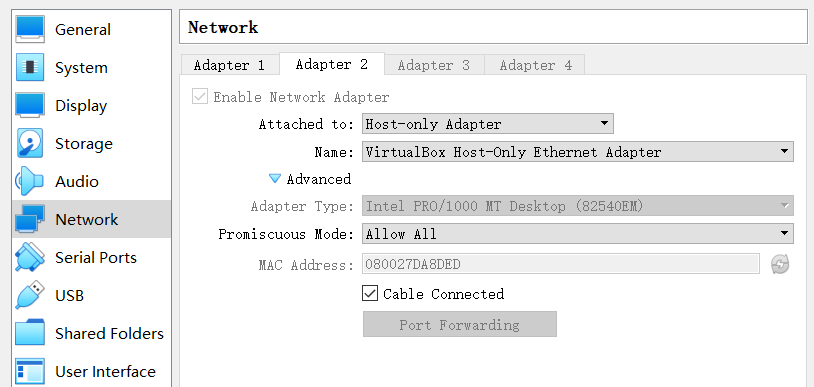 General
System
Display
Storage
Audio
Network
Serial Ports
USB
Shared Folders
User Interface
Network
Adapter 1 Adapter 2 Adapter 3 Adapter 4
Enable Network Adapter
Attached to: Host-only Adapter
Name: VirtualBox Host-Only Ethernet Adapter
Advanced
Adapter Type: Intel PRO/1000 MT Desktop (82540EM)
Promiscuous Mode: Allow All
MAC Address: 080027DA8DED
Cable Connected
Port Forwarding